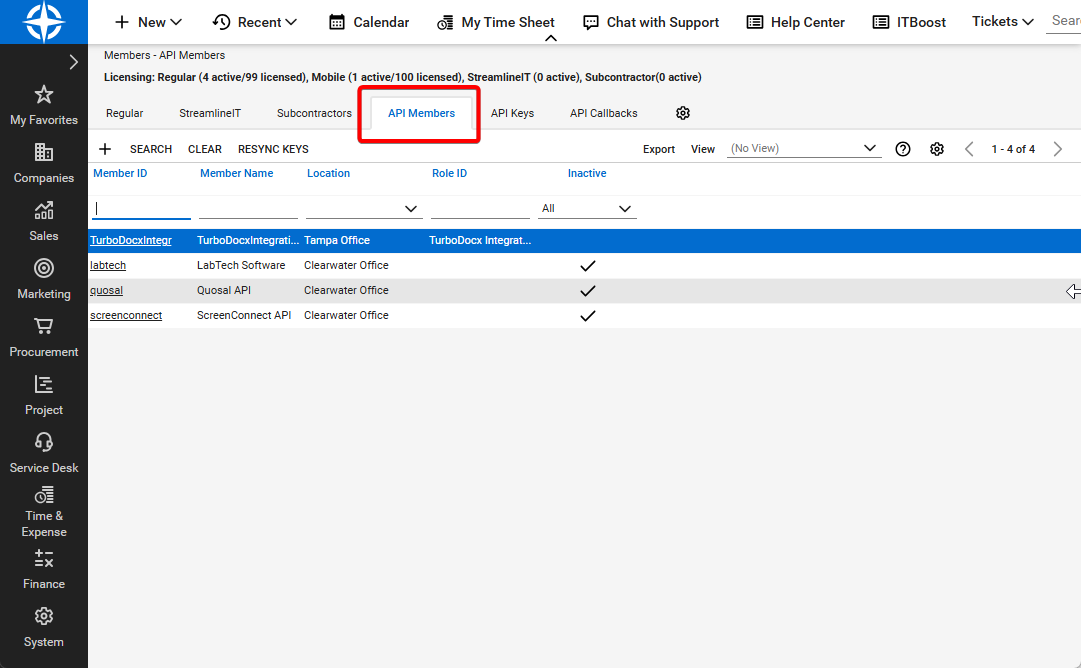 New
Recent
Calendar
My Time Sheet
Chat with Support
Help Center
ITBoost
Tickets
Members - API Members
Licensing: Regular (4 active/99 licensed), Mobile (1 active/100 licensed), StreamlineIT (0 active), Subcontractor(0 active)
Regular
StreamlineIT
Subcontractors
API Members
API Keys
API Callbacks
SEARCH
CLEAR
RESYNC KEYS
Export
View
(No View)
1 - 4 of 4
Member ID
Member Name
Location
Role ID
Inactive
All
TurboDocxIntegr
TurboDocxIntegrati...
Tampa Office
TurboDocx Integrat...
labtech
LabTech Software
Clearwater Office
quosal
Quosal API
Clearwater Office
screenconnect
ScreenConnect API
Clearwater Office
My Favorites
Companies
Sales
Marketing
Procurement
Project
Service Desk
Time &
Expense
Finance
System